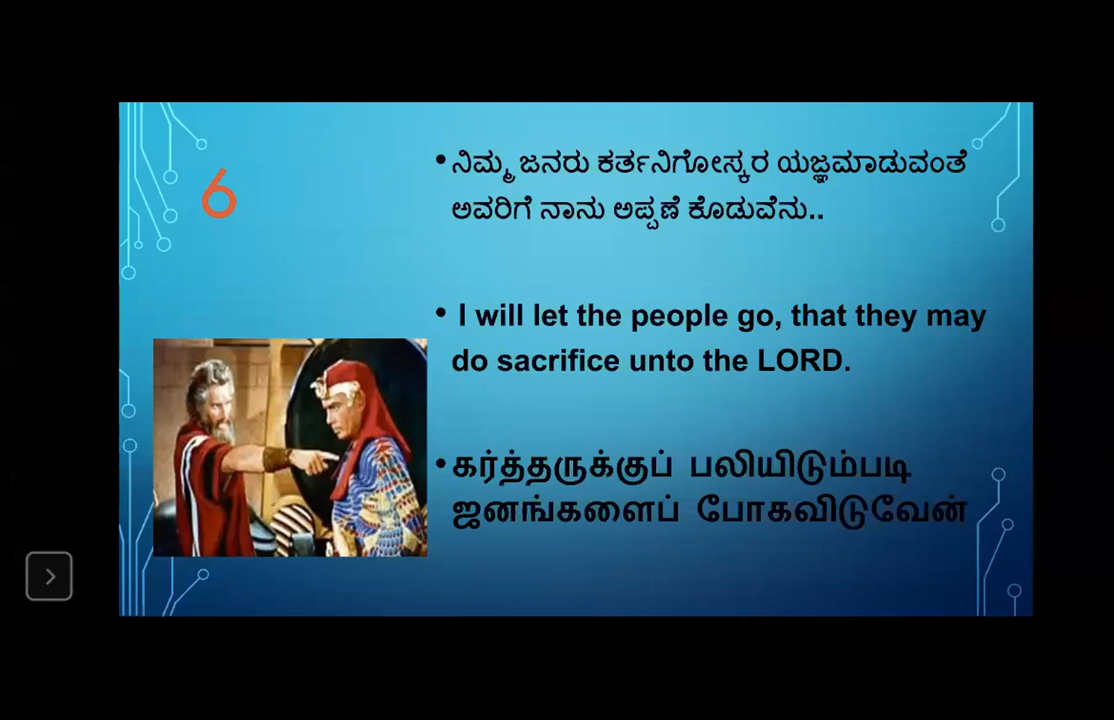 6
• ನಿಮ್ಮ ಜನರು ಕರ್ತನಿಗೋಸ್ಕರ ಯಜ್ಞಮಾಡುವಂತೆ
ಅವರಿಗೆ ನಾನು ಅಪ್ಪಣೆ ಕೊಡುವೆನು..
• I will let the people go, that they may
do sacrifice unto the LORD.
• கர்த்தருக்குப் பலியிடும்படி
ஜனங்களைப் போகவிடுவேன்